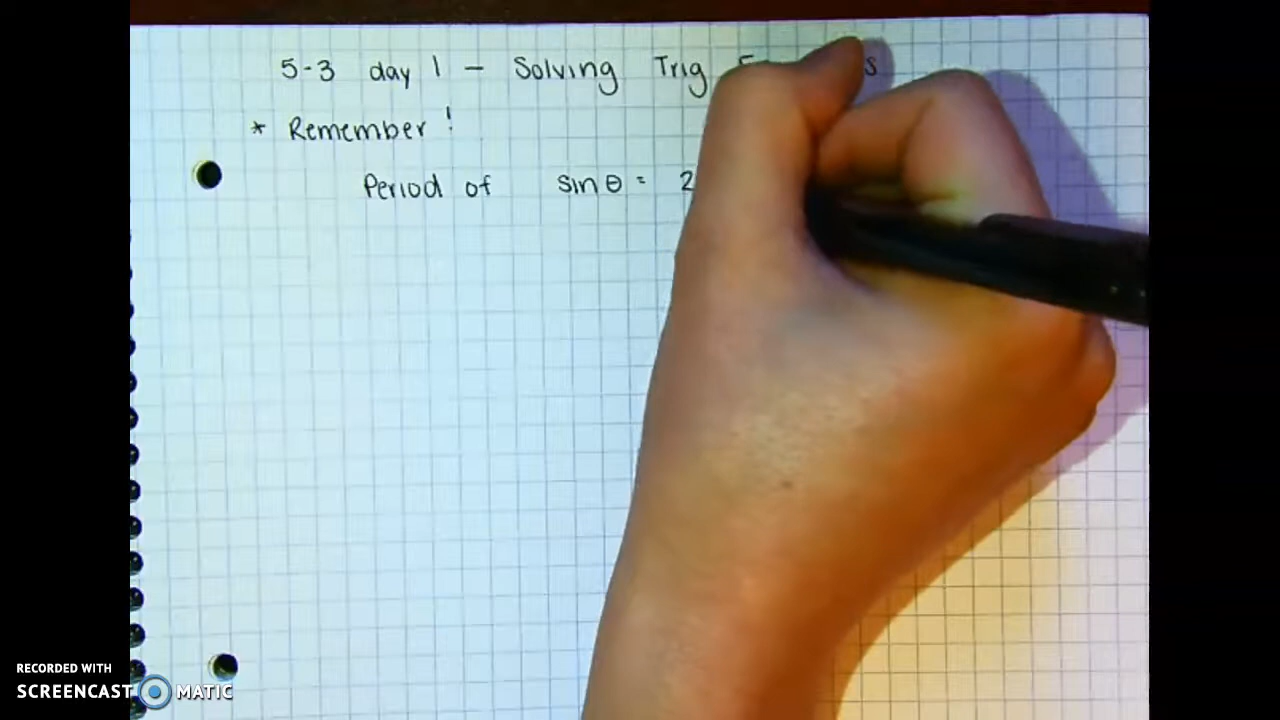 5-3 day 1 - Solving Trig
* Remember!
Period of sin θ = 2
RECORDED WITH
SCREENCAST MATIC